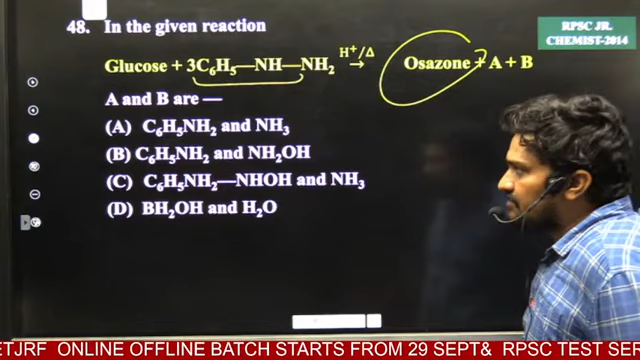 48. In the given reaction
RPSC JR.
CHEMIST-2014
Glucose + 3C₆H₅—NH—NH₂ H⁺/Δ → Osazone + A + B
A and B are —
(A) C₆H₅NH₂ and NH₃
(B) C₆H₅NH₂ and NH₂OH
(C) C₆H₅NH₂—NHOH and NH₃
(D) BH₂OH and H₂O
ETJRF ONLINE OFFLINE BATCH STARTS FROM 29 SEPT& RPSC TEST SER